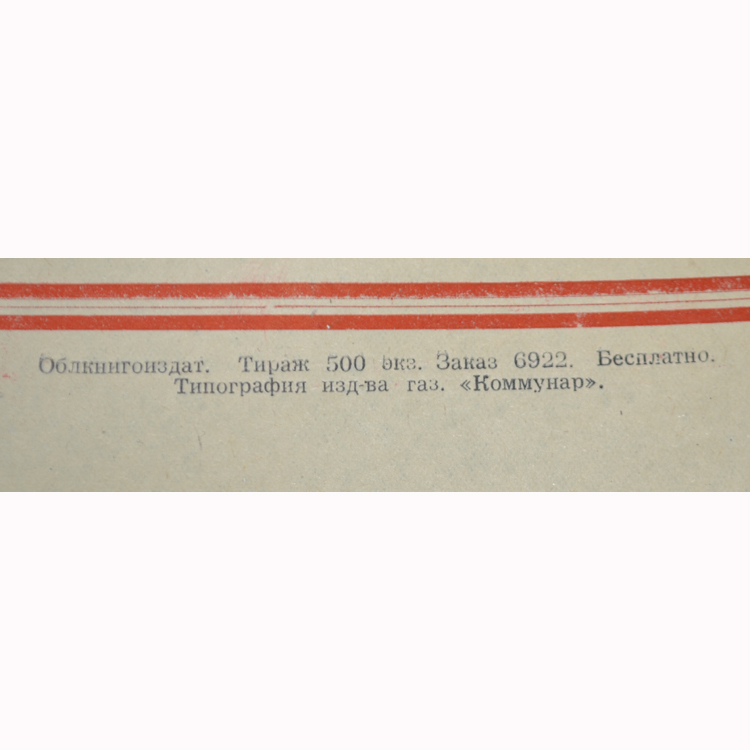 Облкнигоиздат. Тираж 500 экз. Заказ 6922. Бесплатно.
Типография изд-ва газ. «Коммунар».